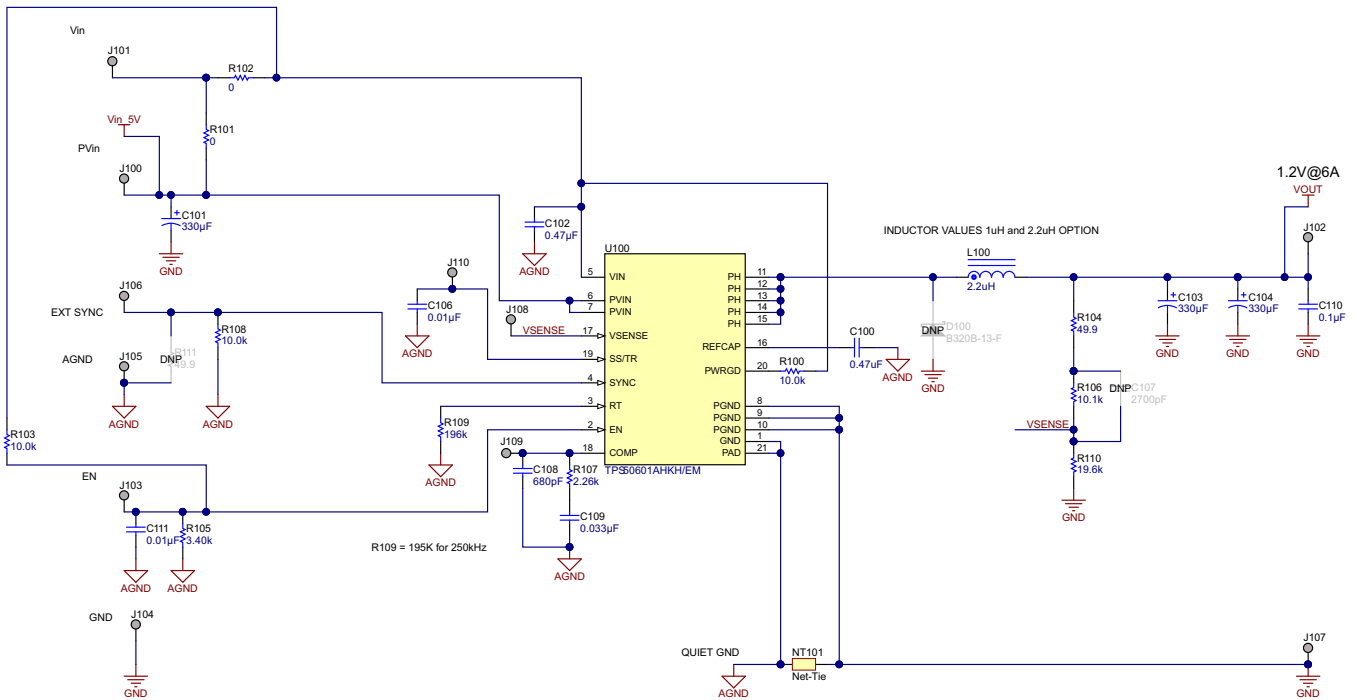 Vin
J101
R102
0
Vin_5V
R101
0
PVin
J100
C101
330µF
GND
1.2V@6A
VOUT
J102
C102
0.47µF
AGND
INDUCTOR VALUES 1uH and 2.2uH OPTION
L100
2.2uH
U100
5 VIN
6 PVIN
7 PVIN
17 VSENSE
19 SS/TR
4 SYNC
3 RT
2 EN
18 COMP
PH 11
PH 12
PH 13
PH 14
PH 15
REFCAP 16
PWRGD 20
PGND 8
PGND 9
PGND 10
GND 1
PAD 21
TPS50601AHKH/EM
J110
C106
0.01µF
AGND
J108
VSENSE
J106
EXT SYNC
R108
10.0k
AGND
J105
DNP
R111
49.9
AGND
AGND
C100
0.47uF
AGND
R100
10.0k
DNP
D100
B320B-13-F
GND
C103
330µF
GND
C104
330µF
GND
C110
0.1µF
GND
R104
49.9
R106
10.1k
DNP
C107
2700pF
VSENSE
R110
19.6k
GND
R103
10.0k
R109
196k
AGND
J109
C108
680pF
R107
2.26k
C109
0.033µF
AGND
R109 = 195K for 250kHz
EN
J103
C111
0.01µF
R105
3.40k
AGND
AGND
GND
J104
GND
QUIET GND
NT101
Net-Tie
AGND
J107
GND